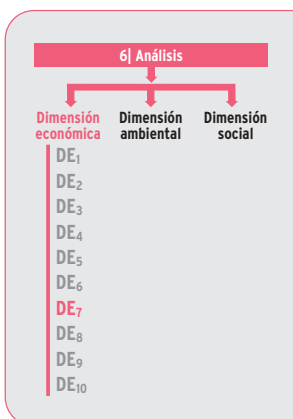 6| Análisis
Dimensión económica
Dimensión ambiental
Dimensión social
DE₁
DE₂
DE₃
DE₄
DE₅
DE₆
DE₇
DE₈
DE₉
DE₁₀